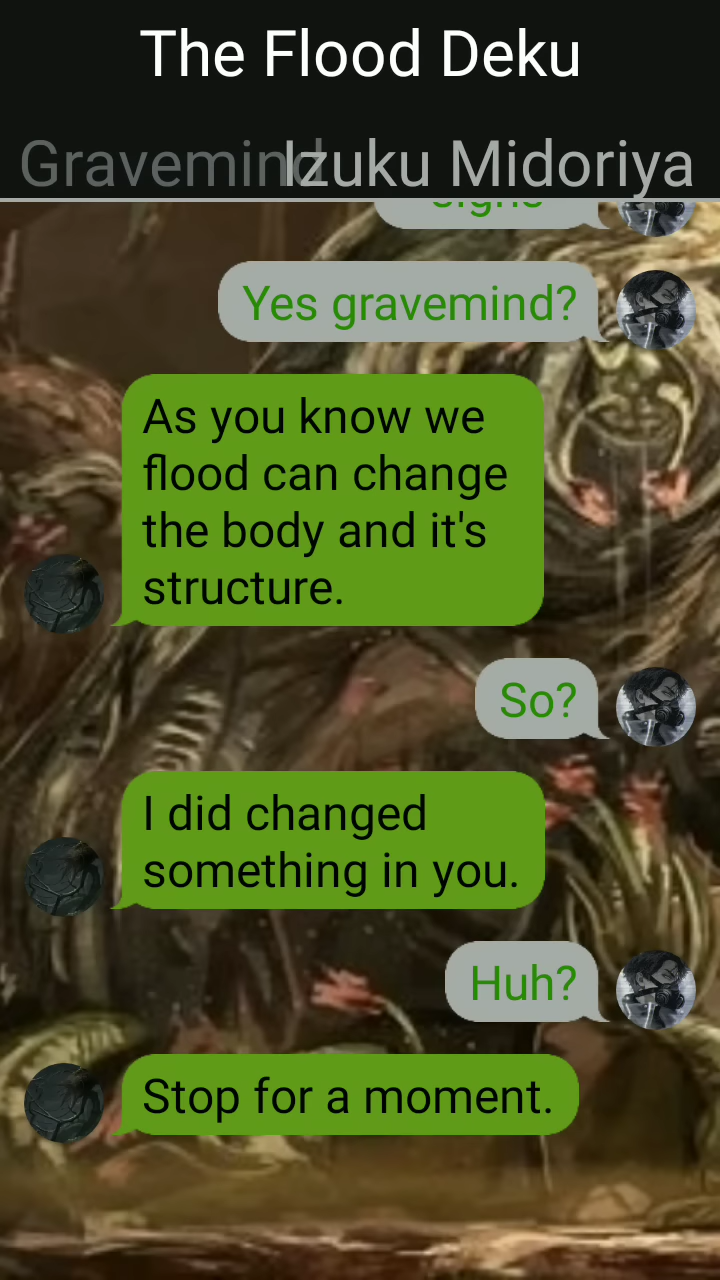 The Flood Deku
Gravemind Izuku Midoriya
signs
Yes gravemind?
As you know we
flood can change
the body and it's
structure.
So?
I did changed
something in you.
Huh?
Stop for a moment.